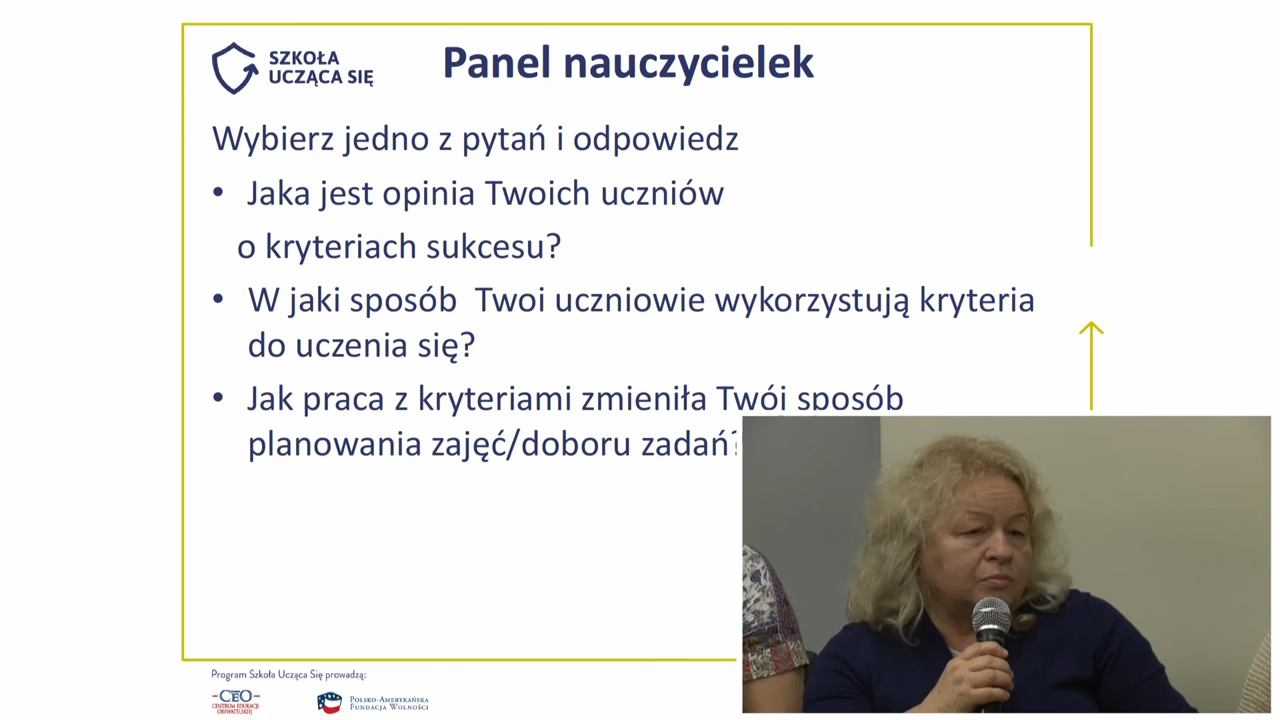 SZKOŁA
UCZĄCA SIĘ
Panel nauczycielek
Wybierz jedno z pytań i odpowiedz
• Jaka jest opinia Twoich uczniów
o kryteriach sukcesu?
• W jaki sposób Twoi uczniowie wykorzystują kryteria
do uczenia się?
• Jak praca z kryteriami zmieniła Twój sposób
planowania zajęć/doboru zadań?
Program Szkoła Ucząca Się prowadzą:
CEO
CENTRUM EDUKACJI
OBYWATELSKIEJ
POLSKO-AMERYKAŃSKA
FUNDACJA WOLNOŚCI